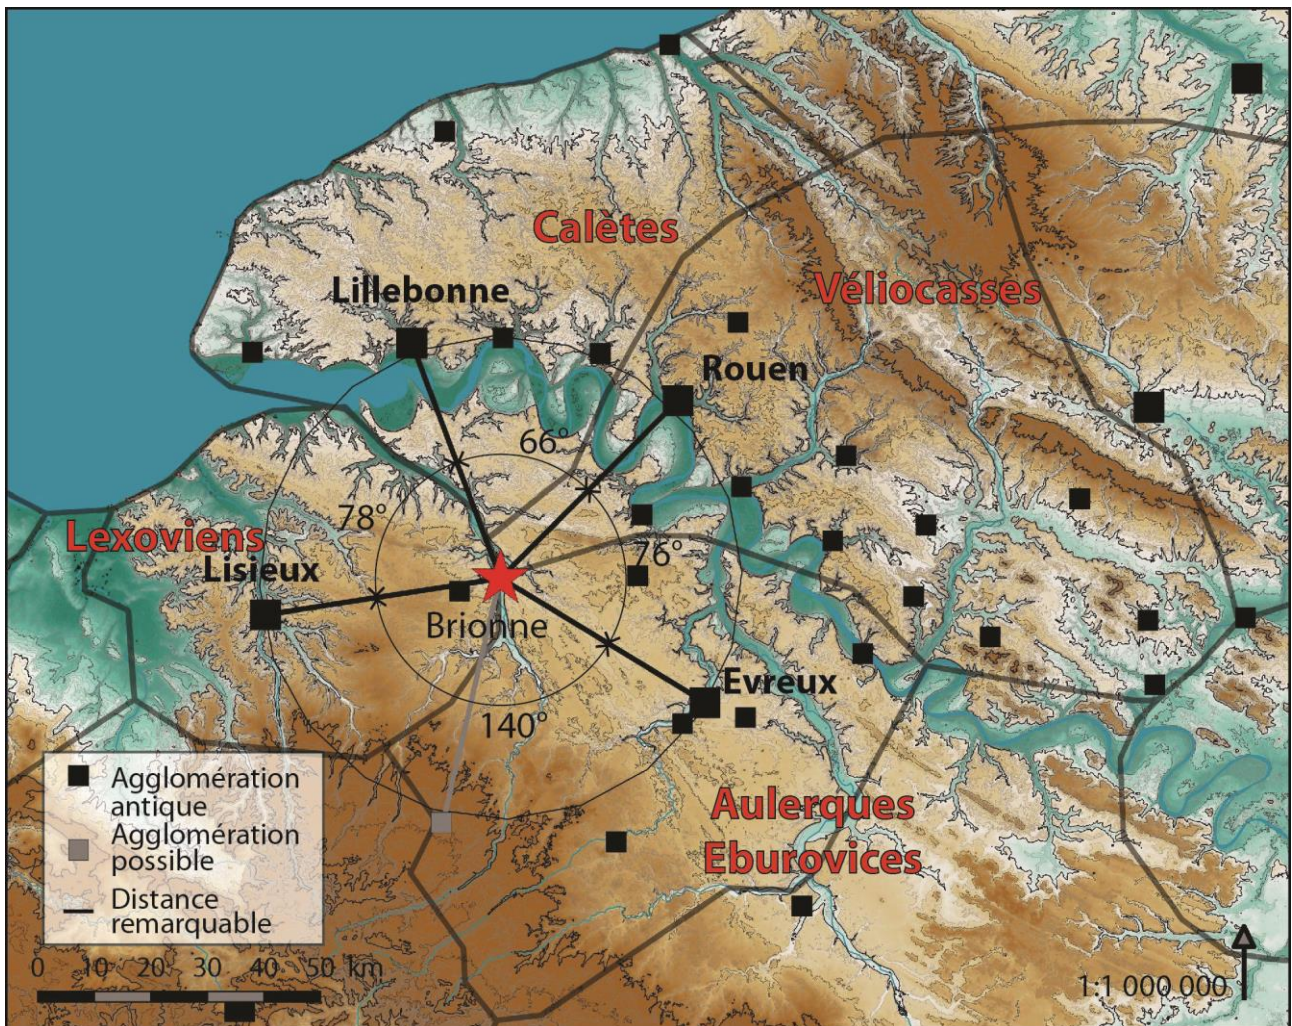 Calètes
Lillebonne
Véliocasses
Rouen
66°
78°
Lexoviens
Lisieux
76°
Brionne
Evreux
140°
Agglomération
antique
Agglomération
possible
Distance
remarquable
Aulerques
Eburovices
0 10 20 30 40 50 km
1:1 000 000